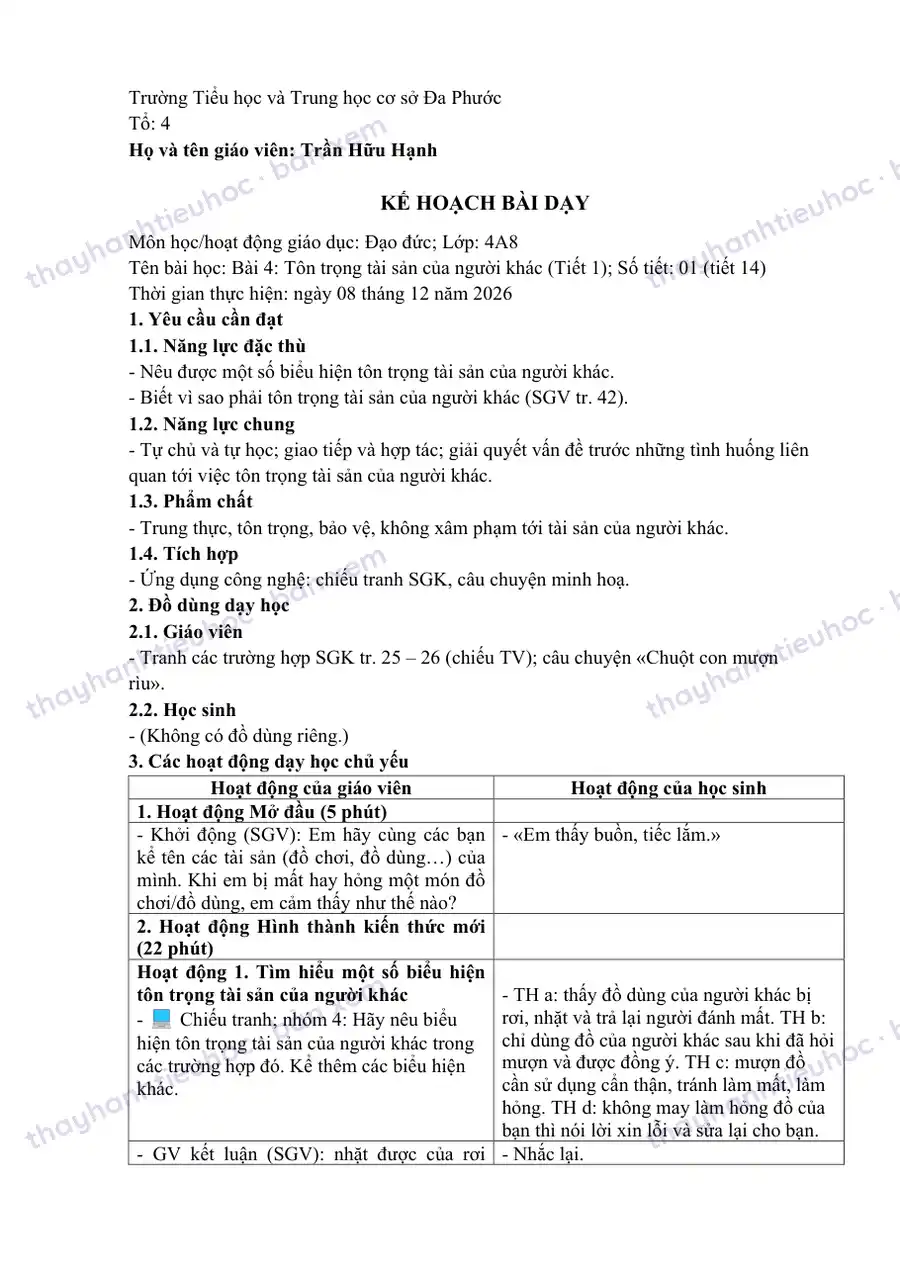 Trường Tiểu học và Trung học cơ sở Đa Phước
Tổ: 4
Họ và tên giáo viên: Trần Hữu Hạnh
KẾ HOẠCH BÀI DẠY
Môn học/hoạt động giáo dục: Đạo đức; Lớp: 4A8
Tên bài học: Bài 4: Tôn trọng tài sản của người khác (Tiết 1); Số tiết: 01 (tiết 14)
Thời gian thực hiện: ngày 08 tháng 12 năm 2026
1. Yêu cầu cần đạt
1.1. Năng lực đặc thù
- Nêu được một số biểu hiện tôn trọng tài sản của người khác.
- Biết vì sao phải tôn trọng tài sản của người khác (SGV tr. 42).
1.2. Năng lực chung
- Tự chủ và tự học; giao tiếp và hợp tác; giải quyết vấn đề trước những tình huống liên
quan tới việc tôn trọng tài sản của người khác.
1.3. Phẩm chất
- Trung thực, tôn trọng, bảo vệ, không xâm phạm tới tài sản của người khác.
1.4. Tích hợp
- Ứng dụng công nghệ: chiếu tranh SGK, câu chuyện minh hoạ.
2. Đồ dùng dạy học
2.1. Giáo viên
- Tranh các trường hợp SGK tr. 25 – 26 (chiếu TV); câu chuyện «Chuột con mượn
rìu».
2.2. Học sinh
- (Không có đồ dùng riêng.)
3. Các hoạt động dạy học chủ yếu
Hoạt động của giáo viên
Hoạt động của học sinh
1. Hoạt động Mở đầu (5 phút)
- Khởi động (SGV): Em hãy cùng các bạn
kể tên các tài sản (đồ chơi, đồ dùng…) của
mình. Khi em bị mất hay hỏng một món đồ
chơi/đồ dùng, em cảm thấy như thế nào?
- «Em thấy buồn, tiếc lắm.»
2. Hoạt động Hình thành kiến thức mới
(22 phút)
Hoạt động 1. Tìm hiểu một số biểu hiện
tôn trọng tài sản của người khác
- Chiếu tranh; nhóm 4: Hãy nêu biểu
hiện tôn trọng tài sản của người khác trong
các trường hợp đó. Kể thêm các biểu hiện
khác.
- TH a: thấy đồ dùng của người khác bị
rơi, nhặt và trả lại người đánh mất. TH b:
chỉ dùng đồ của người khác sau khi đã hỏi
mượn và được đồng ý. TH c: mượn đồ
cần sử dụng cẩn thận, tránh làm mất, làm
hỏng. TH d: không may làm hỏng đồ của
bạn thì nói lời xin lỗi và sửa lại cho bạn.
- GV kết luận (SGV): nhặt được của rơi
- Nhắc lại.
thayhanhtieuhoc · bản xem
thayhanhtieuhoc · b
thayhanhtieuhoc · bản xem
thayhanhtieuhoc · b
thayhanhtieuhoc · bản xem
thayhanhtieuhoc · b